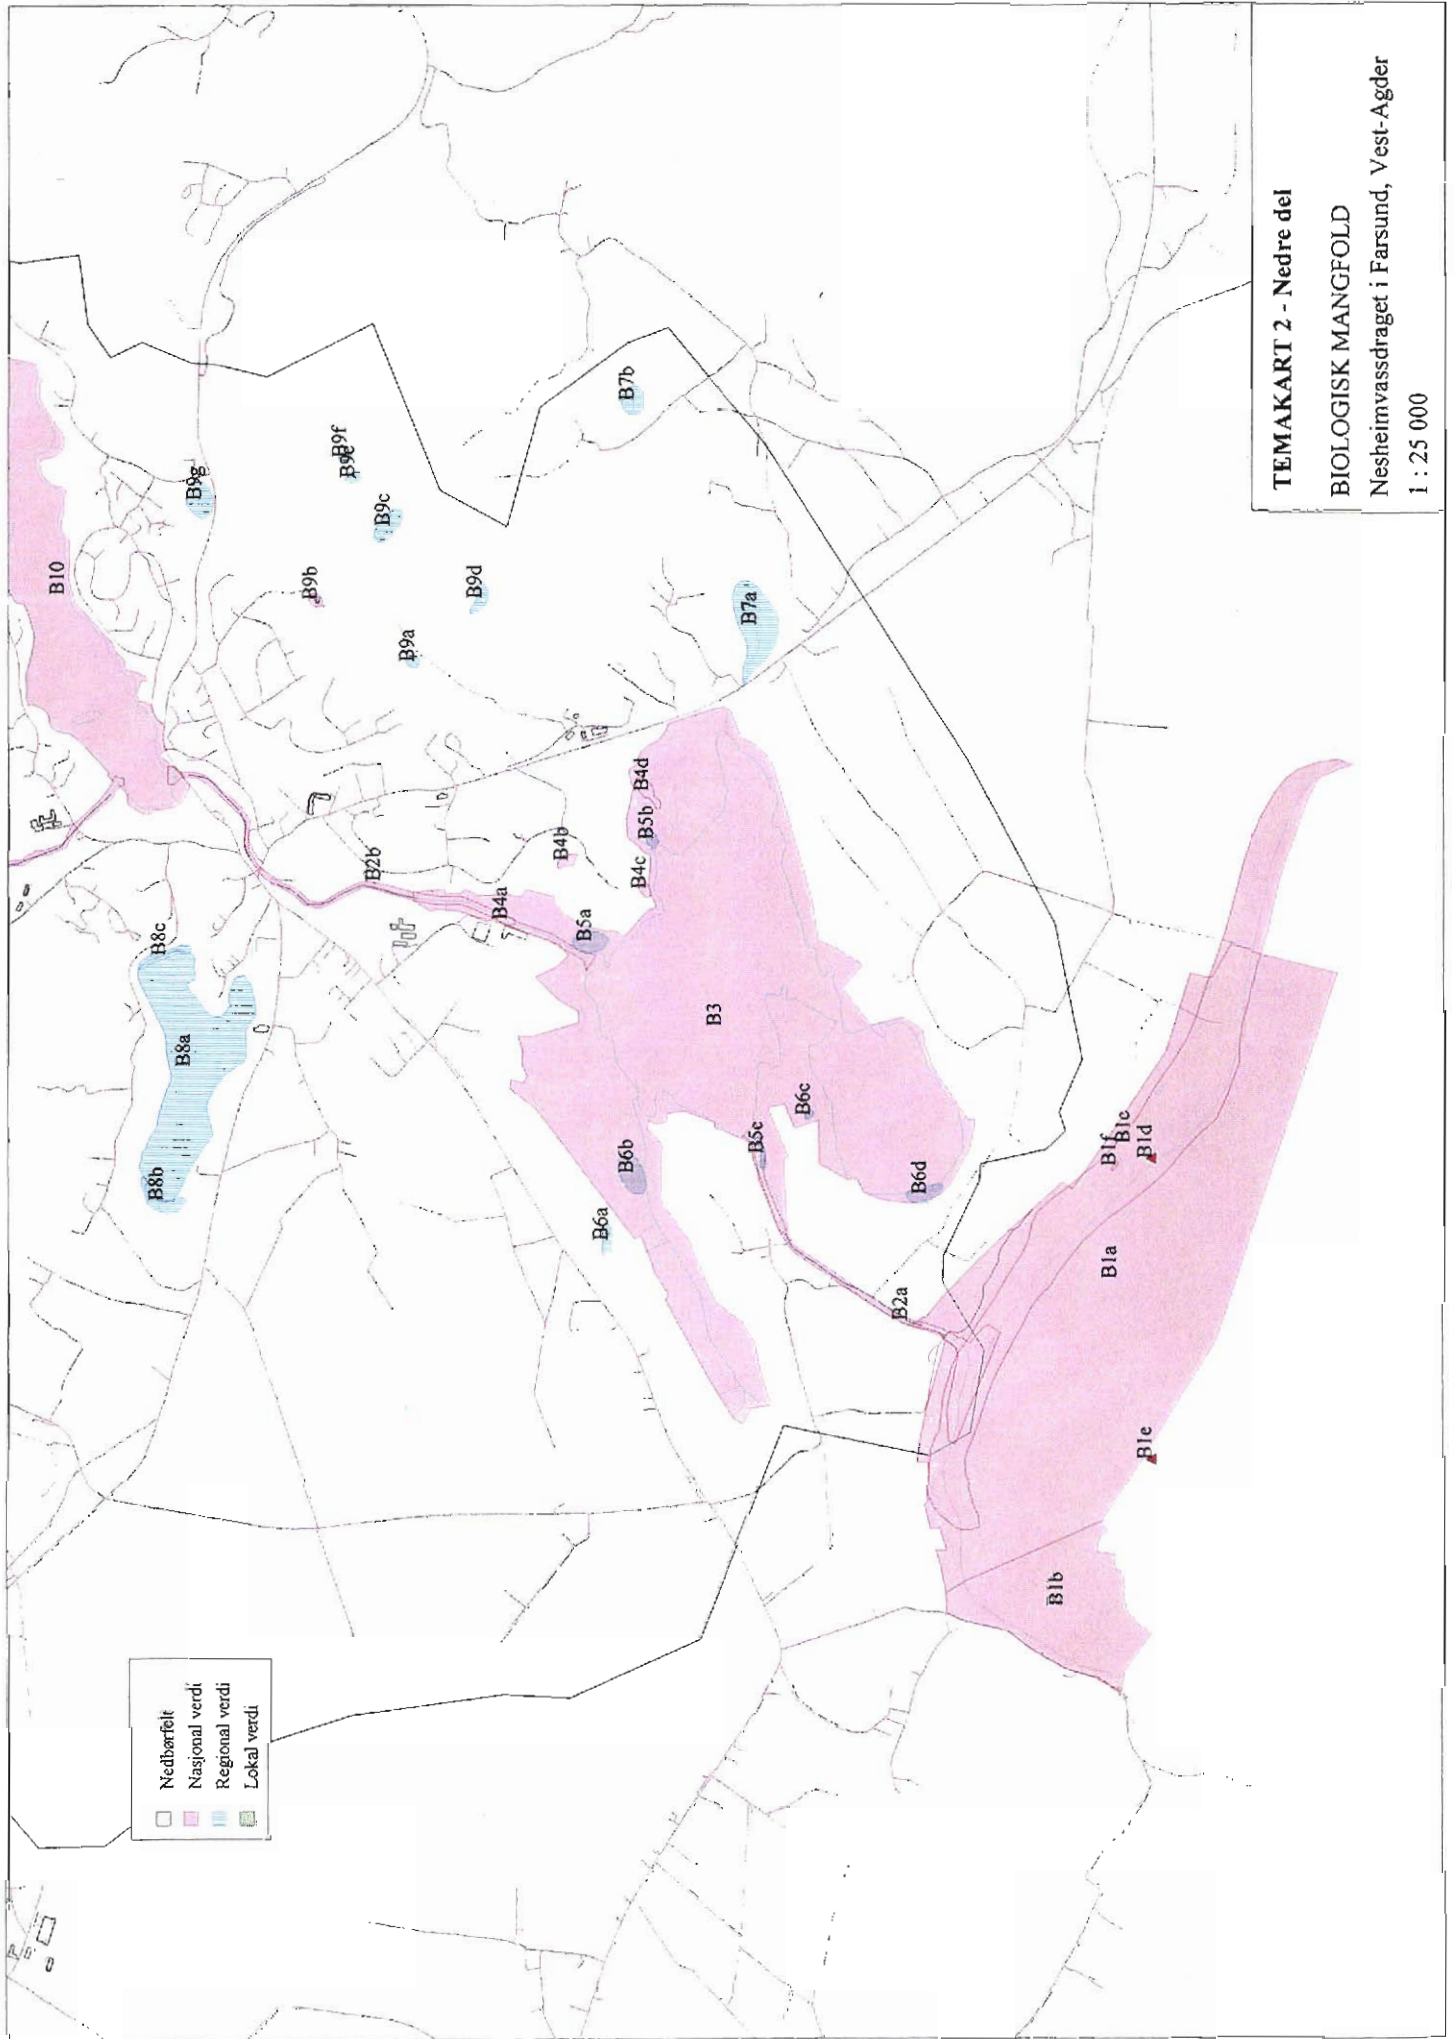 TEMAKART 2 - Nedre del
BIOLOGISK MANGFOLD
Nesheimvassdraget i Farsund, Vest-Agder
1 : 25 000
Nedbørfelt
Nasjonal verdi
Regional verdi
Lokal verdi
B8b
B8a
B8c
B10
B9g
B2b
B9b
B9e
B9f
B9c
B9a
B9d
B4a
B4b
B6a
B6b
B5a
B4c
B5b
B4d
B7b
B3
B5c
B7a
B6c
B2a
B6d
B1b
B1a
B1f
B1c
B1e
B1d